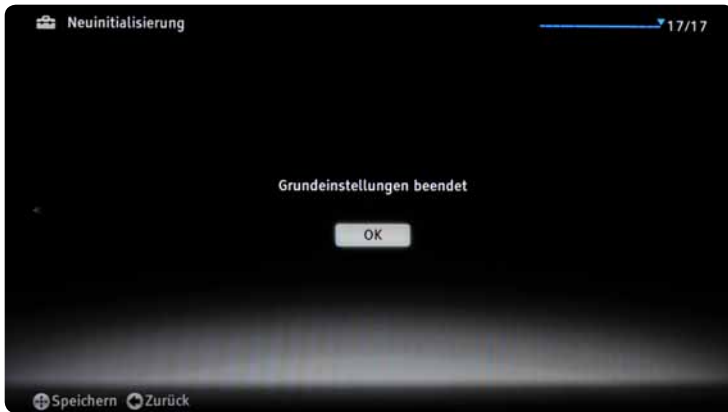 Neuinitialisierung
17/17
Grundeinstellungen beendet
OK
Speichern Zurück